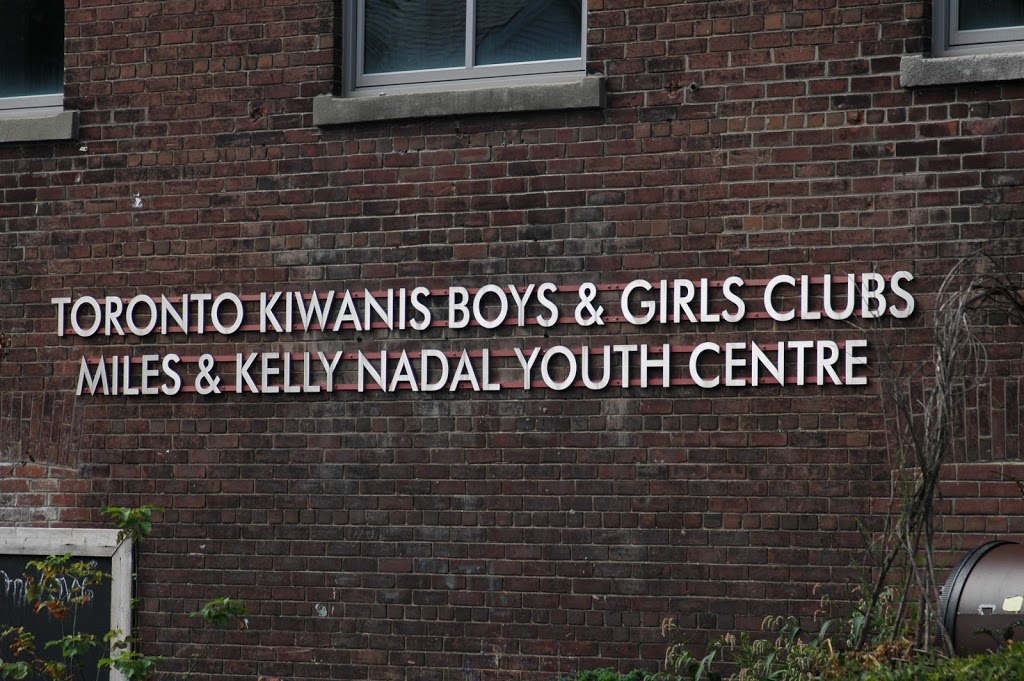 TORONTO KIWANIS BOYS & GIRLS CLUBS
MILES & KELLY NADAL YOUTH CENTRE